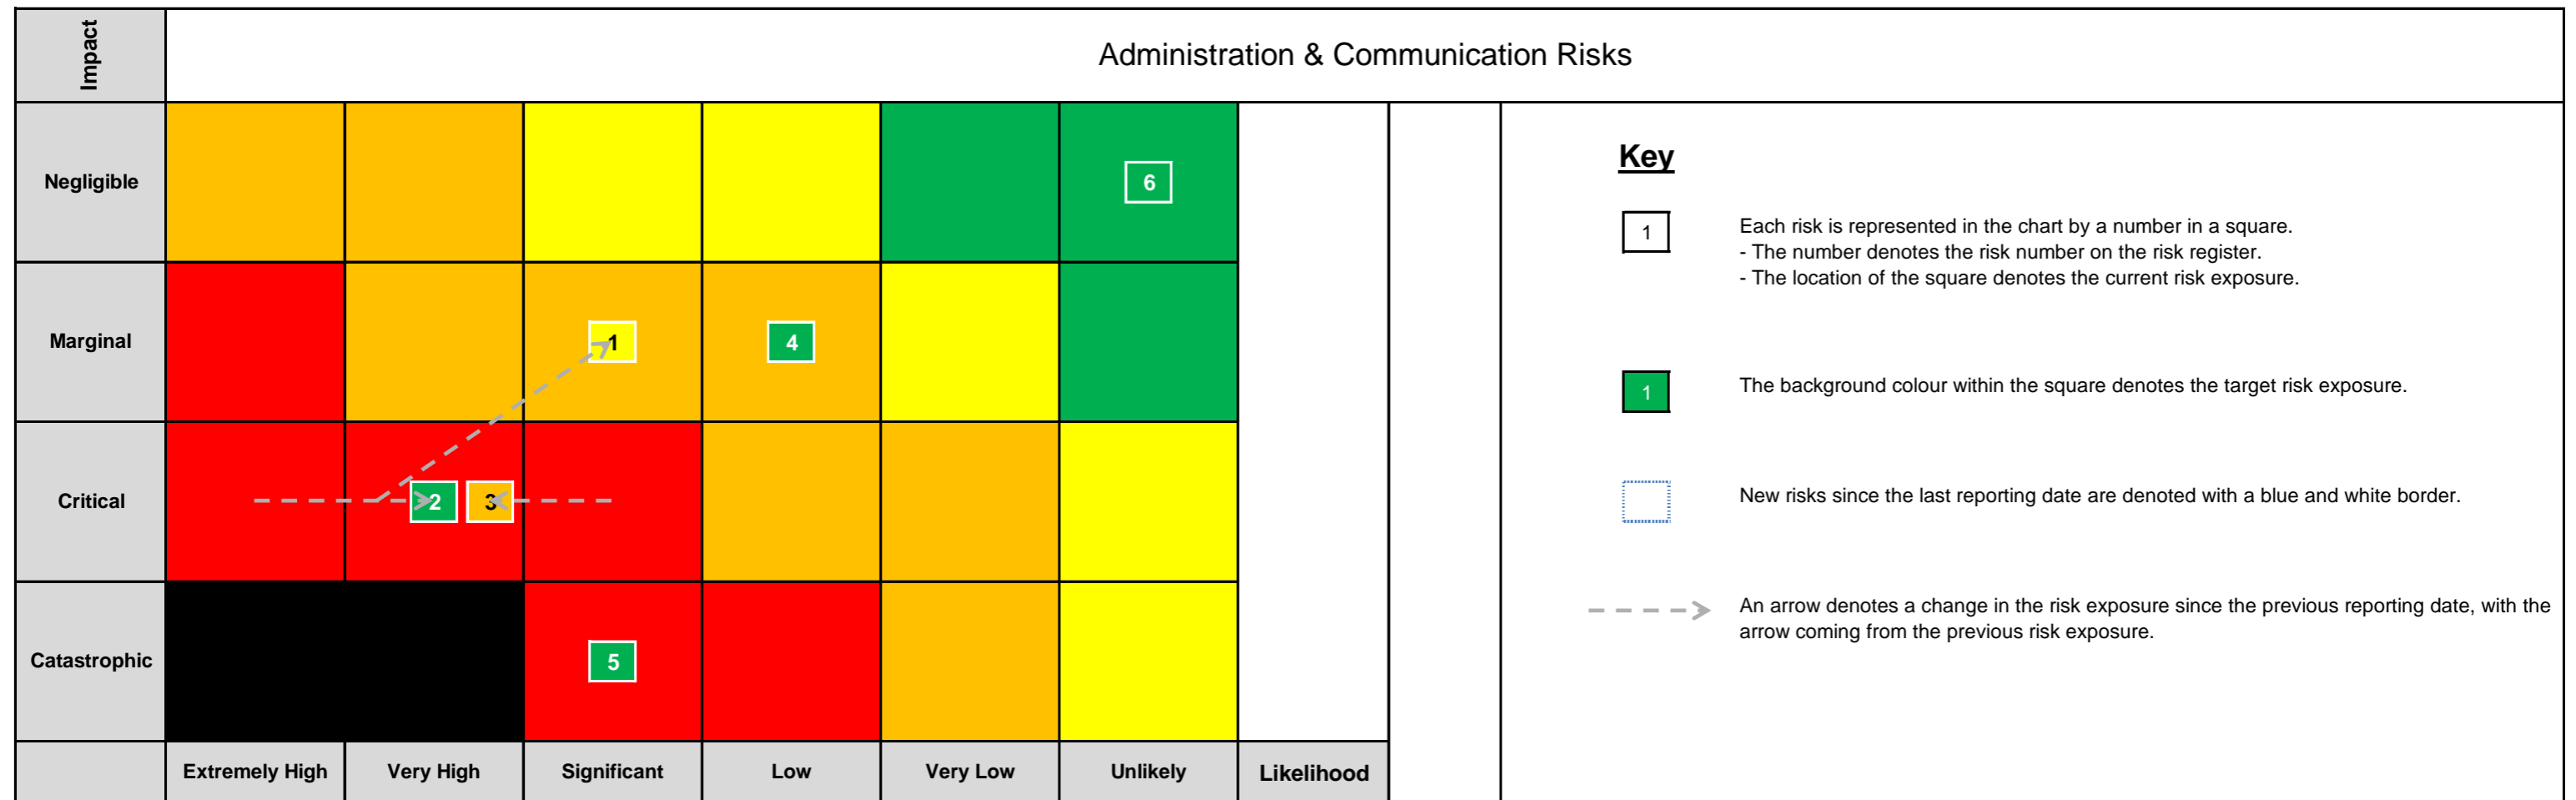 Impact
Administration & Communication Risks
Negligible
6
Marginal
1
4
Critical
2
3
Catastrophic
5
Extremely High
Very High
Significant
Low
Very Low
Unlikely
Likelihood
Key
1
Each risk is represented in the chart by a number in a square.
- The number denotes the risk number on the risk register.
- The location of the square denotes the current risk exposure.
1
The background colour within the square denotes the target risk exposure.
New risks since the last reporting date are denoted with a blue and white border.
An arrow denotes a change in the risk exposure since the previous reporting date, with the
arrow coming from the previous risk exposure.